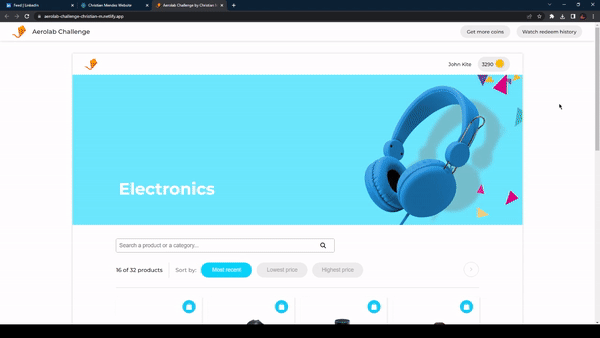 Feed | LinkedIn
Christian Mendez Website
Aerolab Challenge by Christian
aerolab-challenge-christian-m.netlify.app
Aerolab Challenge
Get more coins
Watch redeem history
John Kite
3290
Electronics
Search a product or a category...
16 of 32 products
Sort by:
Most recent
Lowest price
Highest price